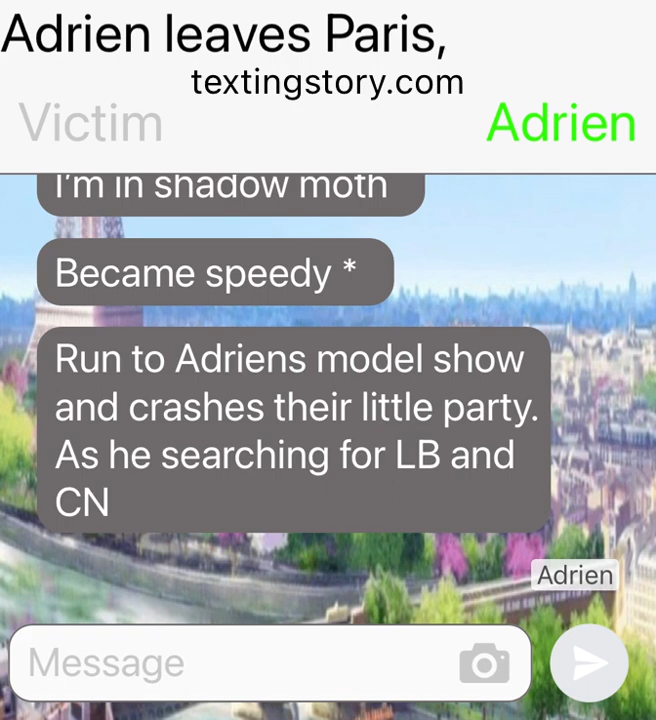 Adrien leaves Paris,
textingstory.com
Victim
Adrien
I'm in shadow moth
Became speedy *
Run to Adriens model show
and crashes their little party.
As he searching for LB and
CN
Adrien
Message